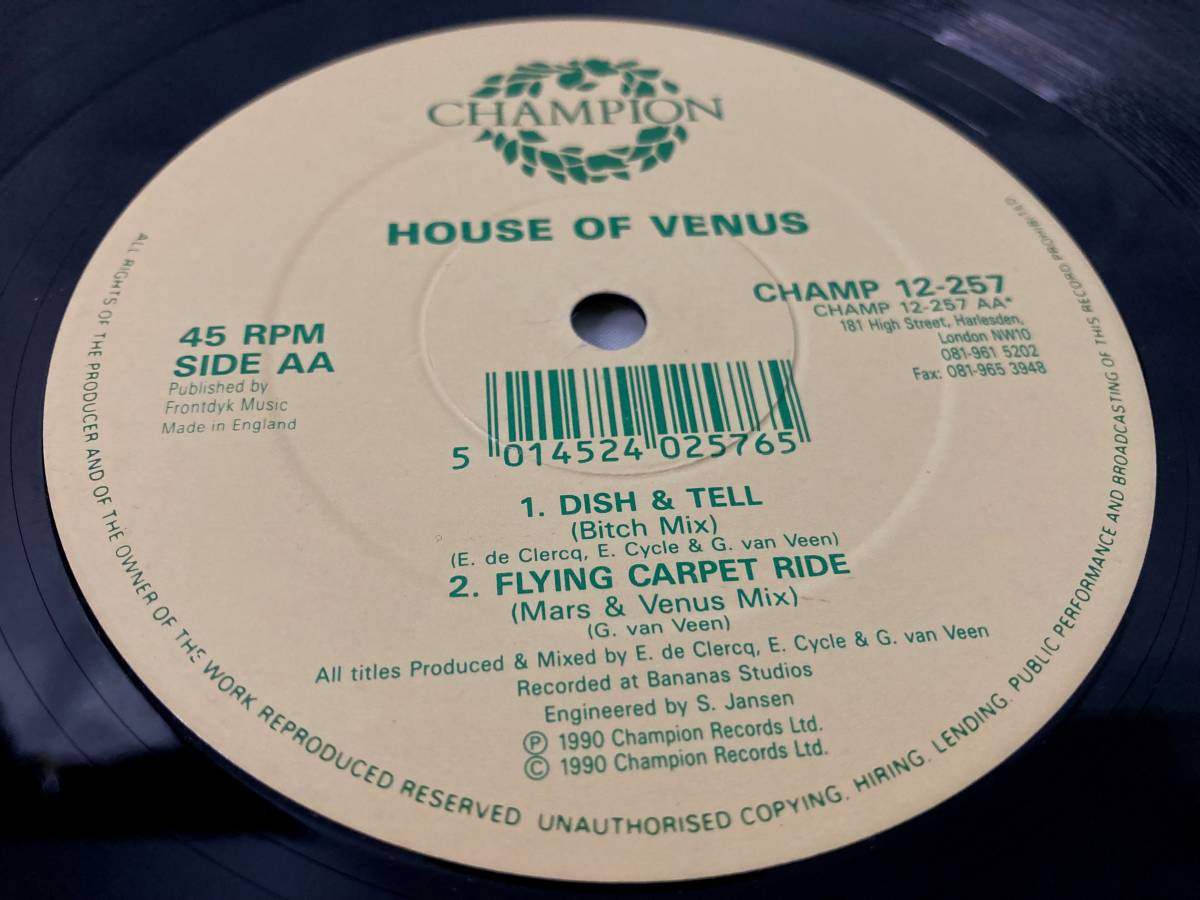 CHAMPION
HOUSE OF VENUS
45 RPM
SIDE AA
Published by
Frontdyk Music
Made in England
CHAMP 12-257
CHAMP 12-257 AA*
181 High Street, Harlesden,
London NW10
081-961 5202
Fax: 081-965 3948
5 014524 025765
1. DISH & TELL
(Bitch Mix)
(E. de Clercq, E. Cycle & G. van Veen)
2. FLYING CARPET RIDE
(Mars & Venus Mix)
(G. van Veen)
All titles Produced & Mixed by E. de Clercq, E. Cycle & G. van Veen
Recorded at Bananas Studios
Engineered by S. Jansen
℗ 1990 Champion Records Ltd.
© 1990 Champion Records Ltd.
ALL RIGHTS OF THE PRODUCER AND OF THE OWNER OF THE WORK REPRODUCED RESERVED UNAUTHORISED COPYING, HIRING, LENDING, PUBLIC PERFORMANCE AND BROADCASTING OF THIS RECORD PROHIBITED